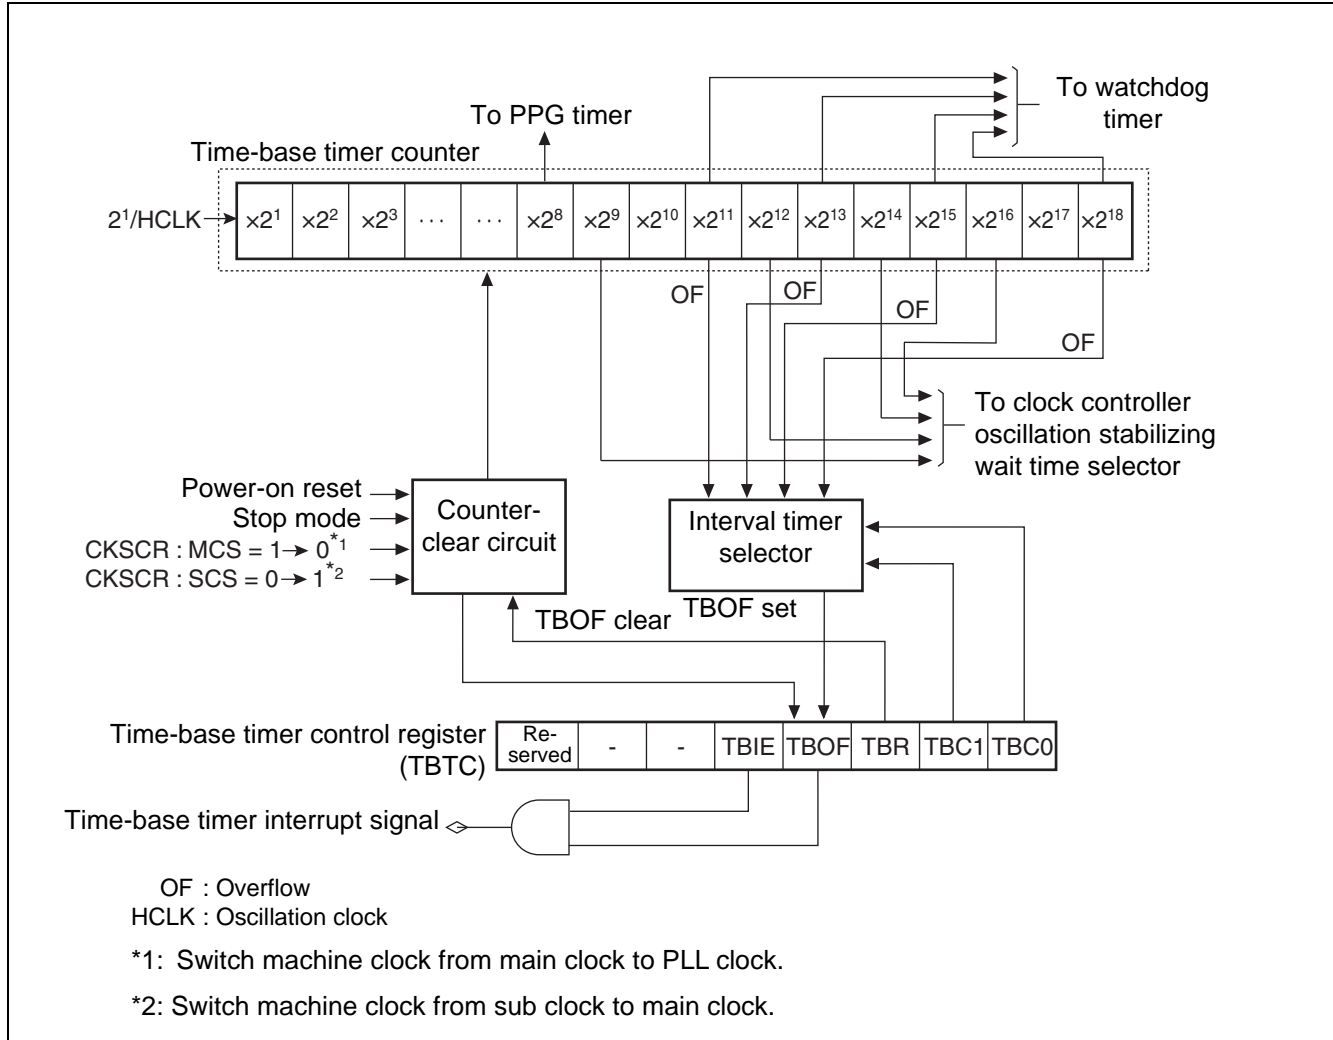 To watchdog
timer
To PPG timer
Time-base timer counter
2¹/HCLK
×2¹ ×2² ×2³ ··· ··· ×2⁸ ×2⁹ ×2¹⁰ ×2¹¹ ×2¹² ×2¹³ ×2¹⁴ ×2¹⁵ ×2¹⁶ ×2¹⁷ ×2¹⁸
OF
OF
OF
OF
To clock controller
oscillation stabilizing
wait time selector
Power-on reset
Stop mode
CKSCR : MCS = 1→ 0*1
CKSCR : SCS = 0→ 1*2
Counter-
clear circuit
Interval timer
selector
TBOF clear
TBOF set
Time-base timer control register
(TBTC)
Re-
served
- - TBIE TBOF TBR TBC1 TBC0
Time-base timer interrupt signal
OF : Overflow
HCLK : Oscillation clock
*1: Switch machine clock from main clock to PLL clock.
*2: Switch machine clock from sub clock to main clock.